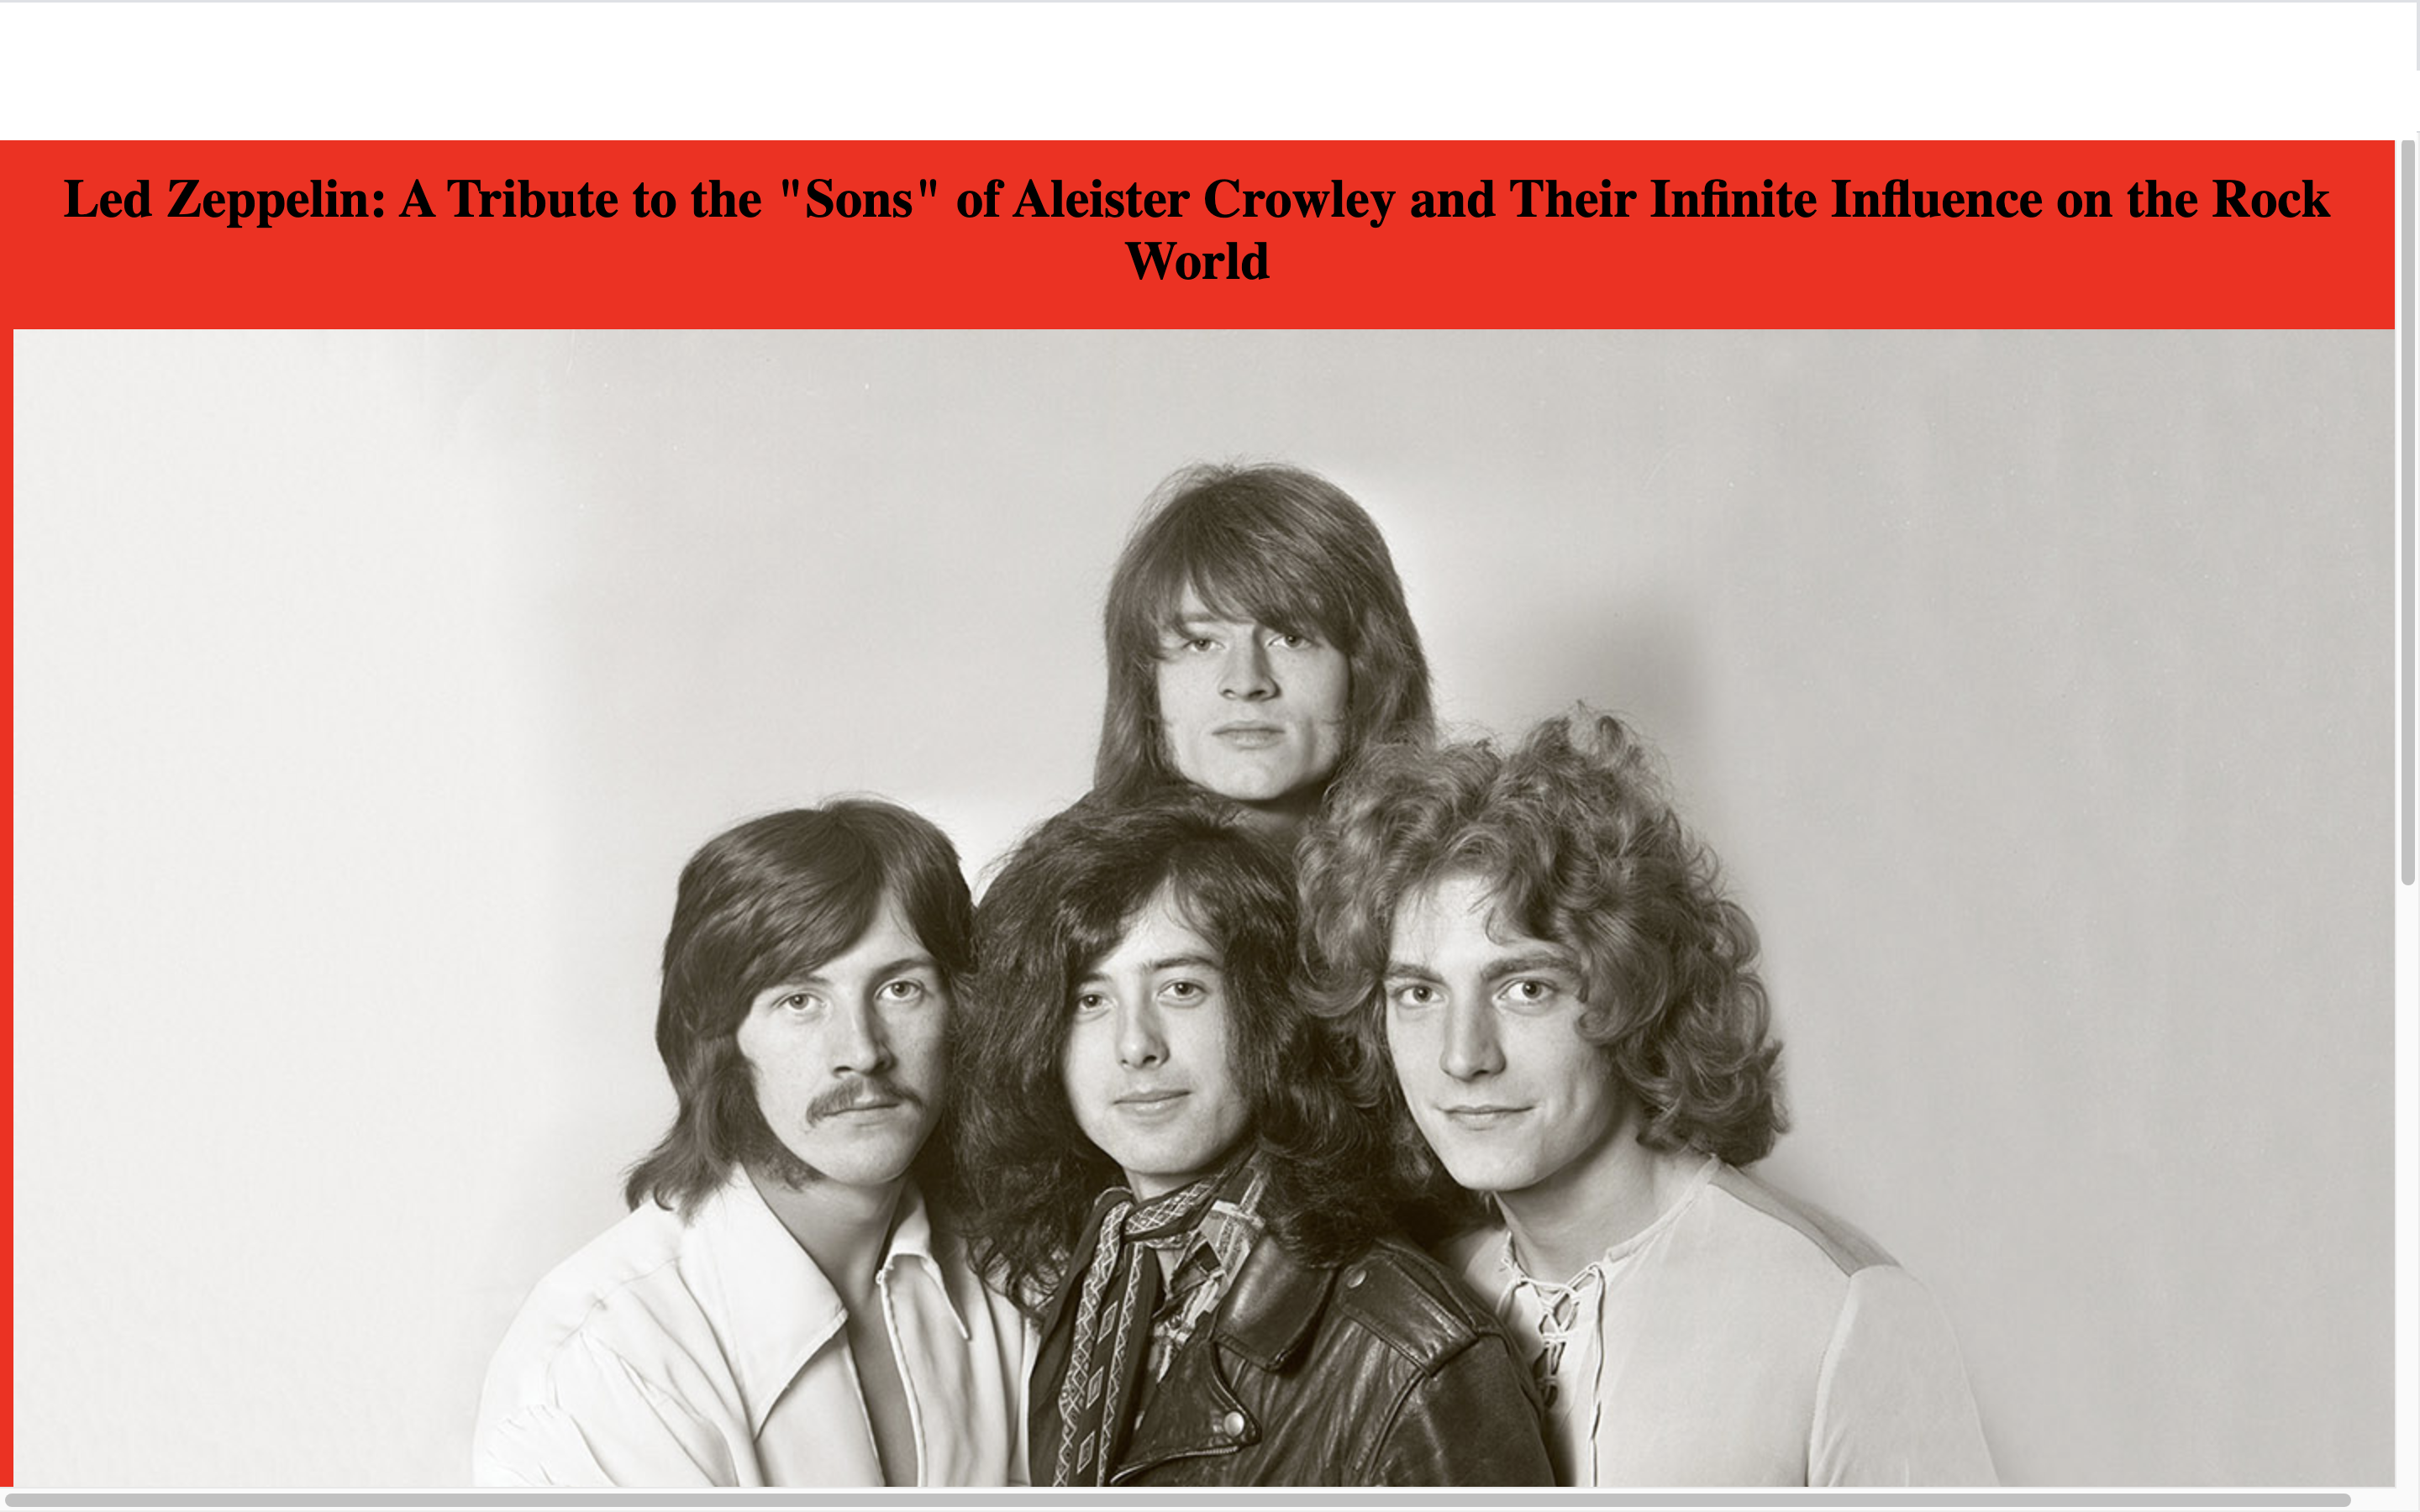 Led Zeppelin: A Tribute to the "Sons" of Aleister Crowley and Their Infinite Influence on the Rock
World